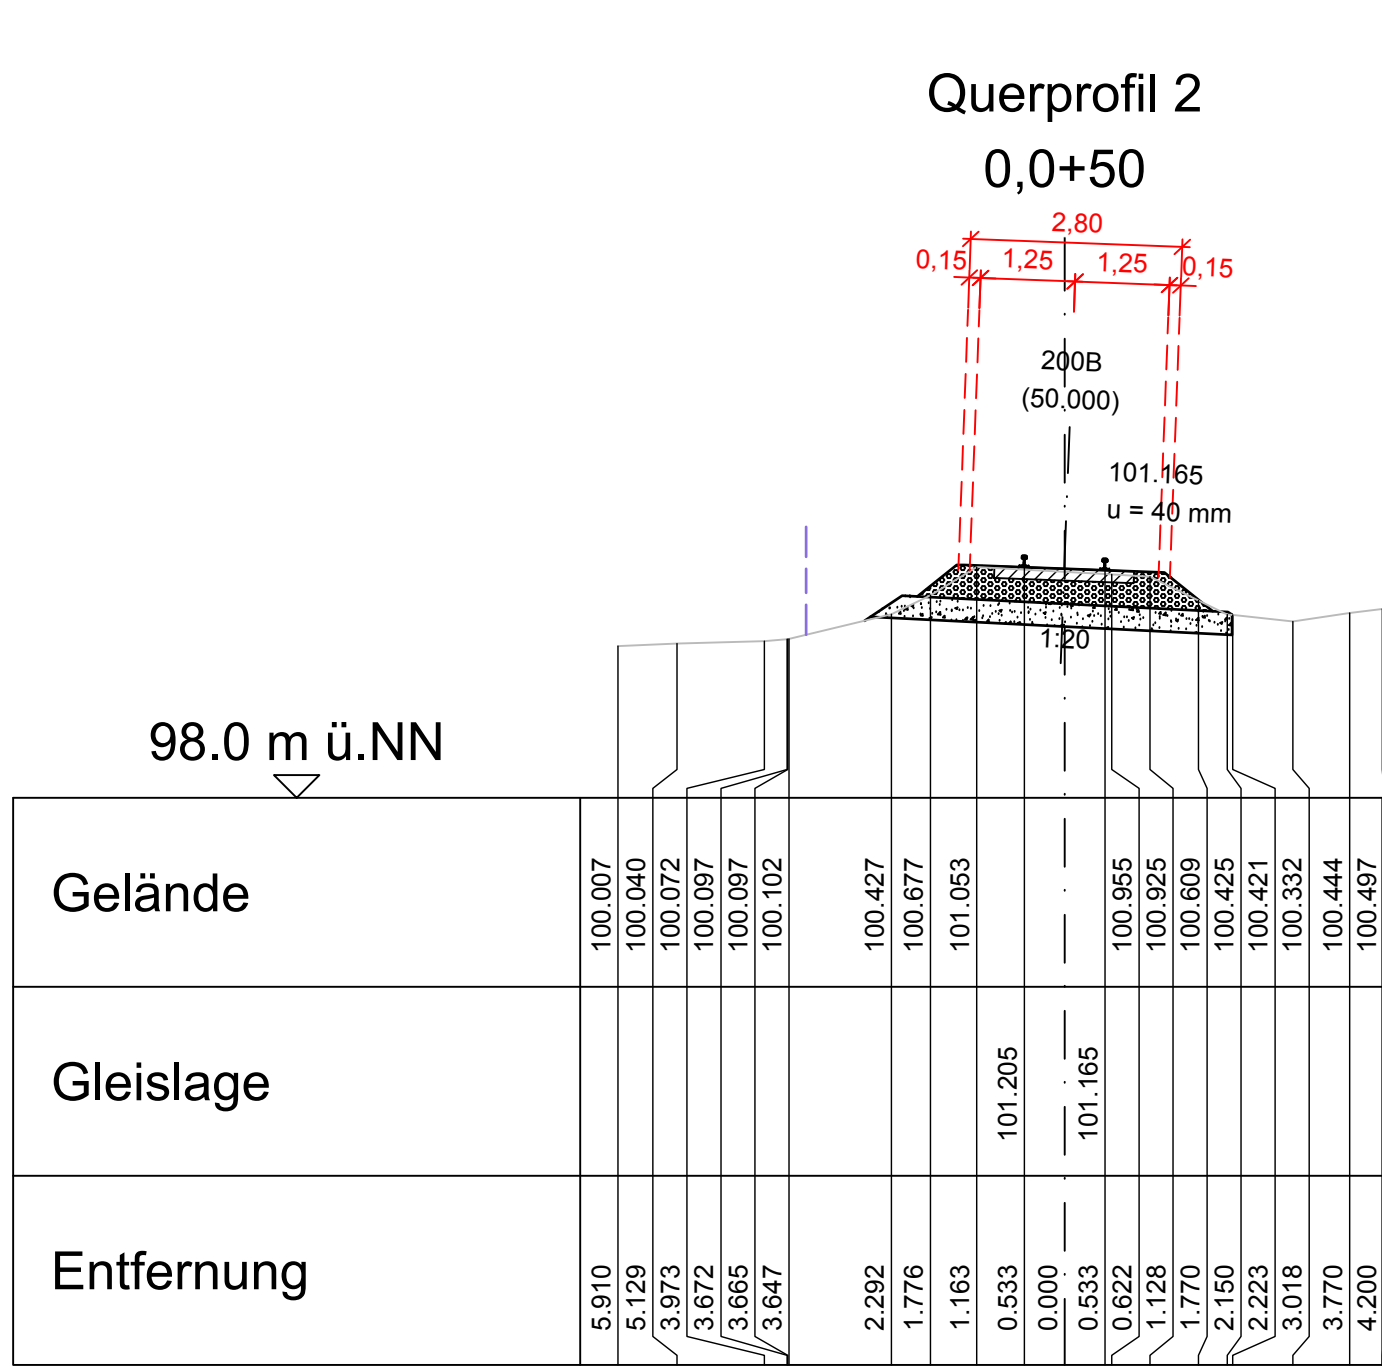 Querprofil 2
0,0+50
2,80
0,15 1,25 1,25 0,15
200B
(50.000)
101.165
u = 40 mm
1:20
98.0 m ü.NN
Gelände 100.007 100.040 100.072 100.097 100.097 100.102 100.427 100.677 101.053 100.955 100.925 100.609 100.425 100.421 100.332 100.444 100.497
Gleislage 101.205 101.165
Entfernung 5.910 5.129 3.973 3.672 3.665 3.647 2.292 1.776 1.163 0.533 0.000 0.533 0.622 1.128 1.770 2.150 2.223 3.018 3.770 4.200